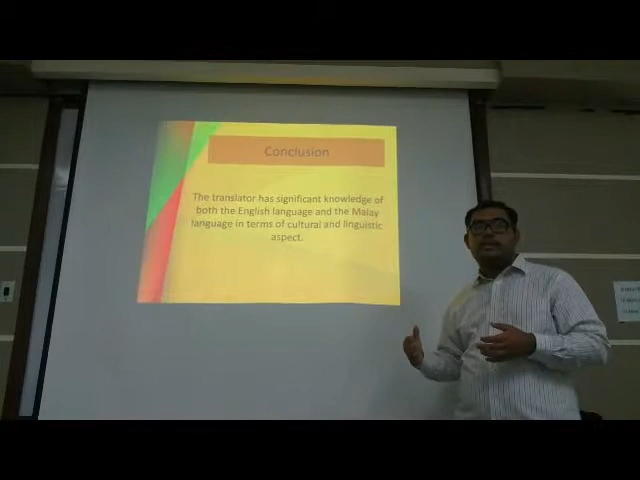 Conclusion
The translator has significant knowledge of
both the English language and the Malay
language in terms of cultural and linguistic
aspect.